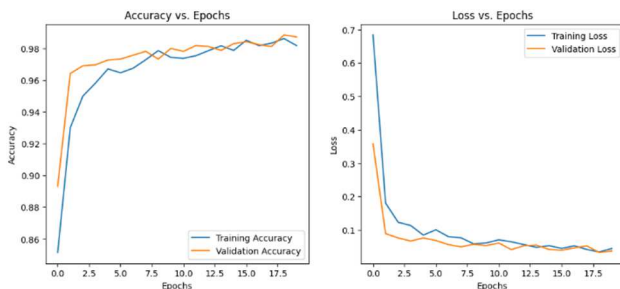 Accuracy vs. Epochs
0.98
0.96
0.94
0.92
0.90
0.88
0.86
Accuracy
Training Accuracy
Validation Accuracy
0.0 2.5 5.0 7.5 10.0 12.5 15.0 17.5
Epochs
Loss vs. Epochs
0.7
0.6
0.5
0.4
0.3
0.2
0.1
Loss
Training Loss
Validation Loss
0.0 2.5 5.0 7.5 10.0 12.5 15.0 17.5
Epochs